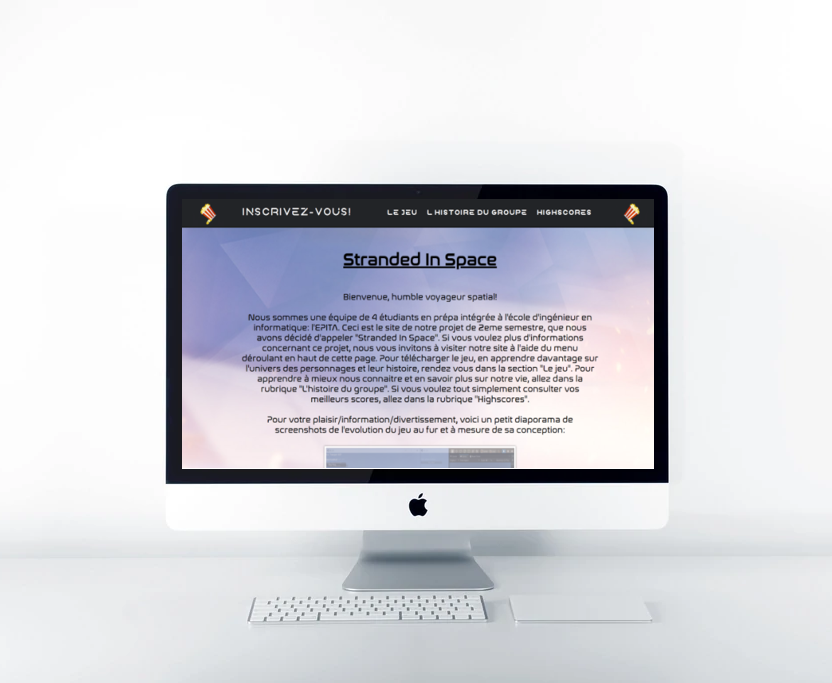 INSCRIVEZ-VOUS! LE JEU L HISTOIRE DU GROUPE HIGHSCORES
Stranded In Space
Bienvenue, humble voyageur spatial!
Nous sommes une équipe de 4 étudiants en prépa intégrée à l'école d'ingénieur en
informatique: l'EPITA. Ceci est le site de notre projet de 2eme semestre, que nous
avons décidé d'appeler "Stranded In Space". Si vous voulez plus d'informations
concernant ce projet, nous vous invitons à visiter notre site à l'aide du menu
déroulant en haut de cette page. Pour télécharger le jeu, en apprendre davantage sur
l'univers des personnages et leur histoire, rendez vous dans la section "Le jeu". Pour
apprendre à mieux nous connaitre et en savoir plus sur notre vie, allez dans la
rubrique "L'histoire du groupe". Si vous voulez tout simplement consulter vos
meilleurs scores, allez dans la rubrique "Highscores".
Pour votre plaisir/information/divertissement, voici un petit diaporama de
screenshots de l'evolution du jeu au fur et à mesure de sa conception: